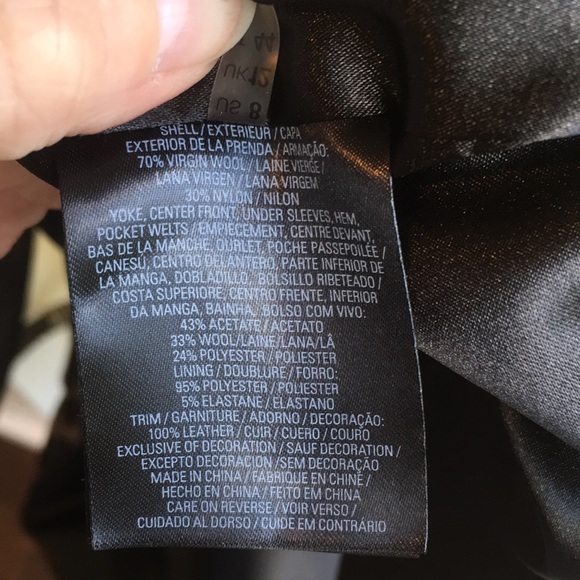 44
UK12
US 8
SHELL / EXTERIEUR / CAPA
EXTERIOR DE LA PRENDA / ARMAÇÃO:
70% VIRGIN WOOL / LAINE VIERGE /
LANA VIRGEN / LANA VIRGEM
30% NYLON / NILON
YOKE, CENTER FRONT, UNDER SLEEVES, HEM,
POCKET WELTS / EMPIECEMENT, CENTRE DEVANT,
BAS DE LA MANCHE, OURLET, POCHE PASSEPOILEE /
CANESU, CENTRO DELANTERO, PARTE INFERIOR DE
LA MANGA, DOBLADILLO, BOLSILLO RIBETEADO /
COSTA SUPERIORE, CENTRO FRENTE, INFERIOR
DA MANGA, BAINHA, BOLSO COM VIVO:
43% ACETATE / ACETATO
33% WOOL / LAINE / LANA / LÃ
24% POLYESTER / POLIESTER
LINING / DOUBLURE / FORRO:
95% POLYESTER / POLIESTER
5% ELASTANE / ELASTANO
TRIM / GARNITURE / ADORNO / DECORAÇÃO:
100% LEATHER / CUIR / CUERO / COURO
EXCLUSIVE OF DECORATION / SAUF DECORATION /
EXCEPTO DECORACION / SEM DECORAÇÃO
MADE IN CHINA / FABRIQUE EN CHINE /
HECHO EN CHINA / FEITO EM CHINA
CARE ON REVERSE / VOIR VERSO /
CUIDADO AL DORSO / CUIDE EM CONTRÁRIO